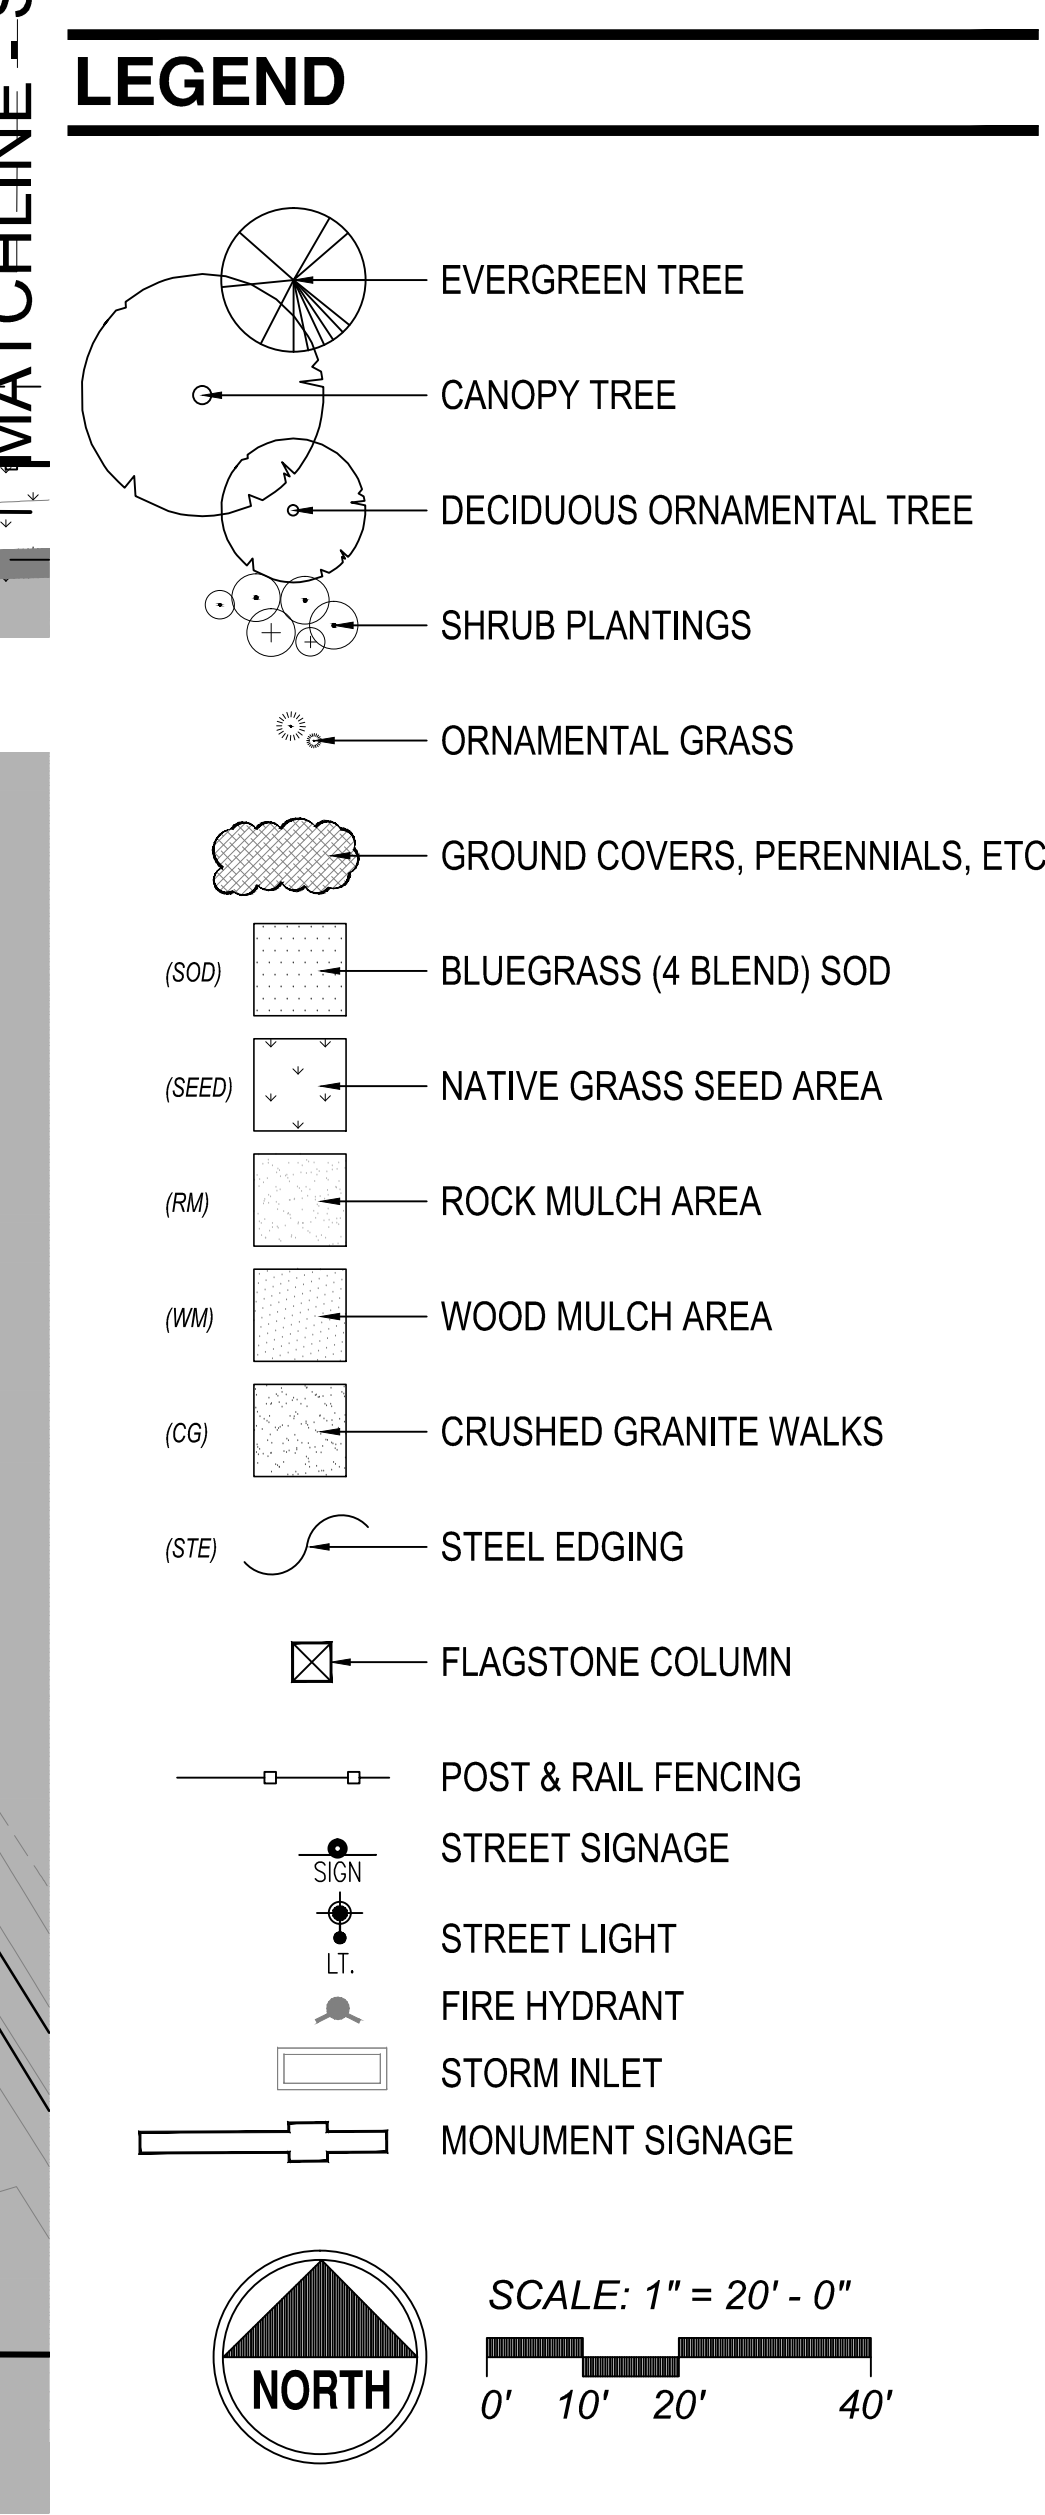 MATCHLINE -
LEGEND
EVERGREEN TREE
CANOPY TREE
DECIDUOUS ORNAMENTAL TREE
SHRUB PLANTINGS
ORNAMENTAL GRASS
GROUND COVERS, PERENNIALS, ETC
(SOD) BLUEGRASS (4 BLEND) SOD
(SEED) NATIVE GRASS SEED AREA
(RM) ROCK MULCH AREA
(WM) WOOD MULCH AREA
(CG) CRUSHED GRANITE WALKS
(STE) STEEL EDGING
FLAGSTONE COLUMN
POST & RAIL FENCING
STREET SIGNAGE
SIGN
STREET LIGHT
LT.
FIRE HYDRANT
STORM INLET
MONUMENT SIGNAGE
SCALE: 1" = 20' - 0"
NORTH
0' 10' 20' 40'